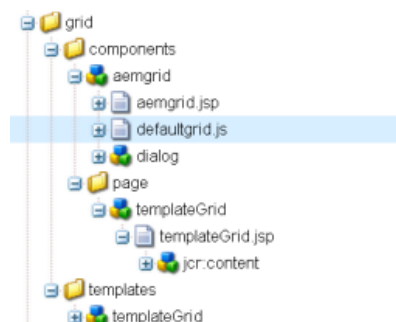 grid
components
aemgrid
aemgrid.jsp
defaultgrid.js
dialog
page
templateGrid
templateGrid.jsp
jcr:content
templates
templateGrid